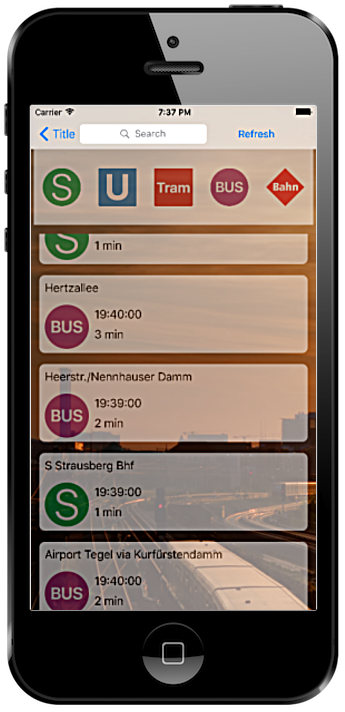 Carrier 7:37 PM
Title Search Refresh
S U Tram BUS Bahn
S 1 min
Hertzallee
19:40:00
BUS
3 min
Heerstr./Nennhauser Damm
19:39:00
BUS
2 min
S Strausberg Bhf
19:39:00
S
1 min
Airport Tegel via Kurfürstendamm
19:40:00
BUS
2 min